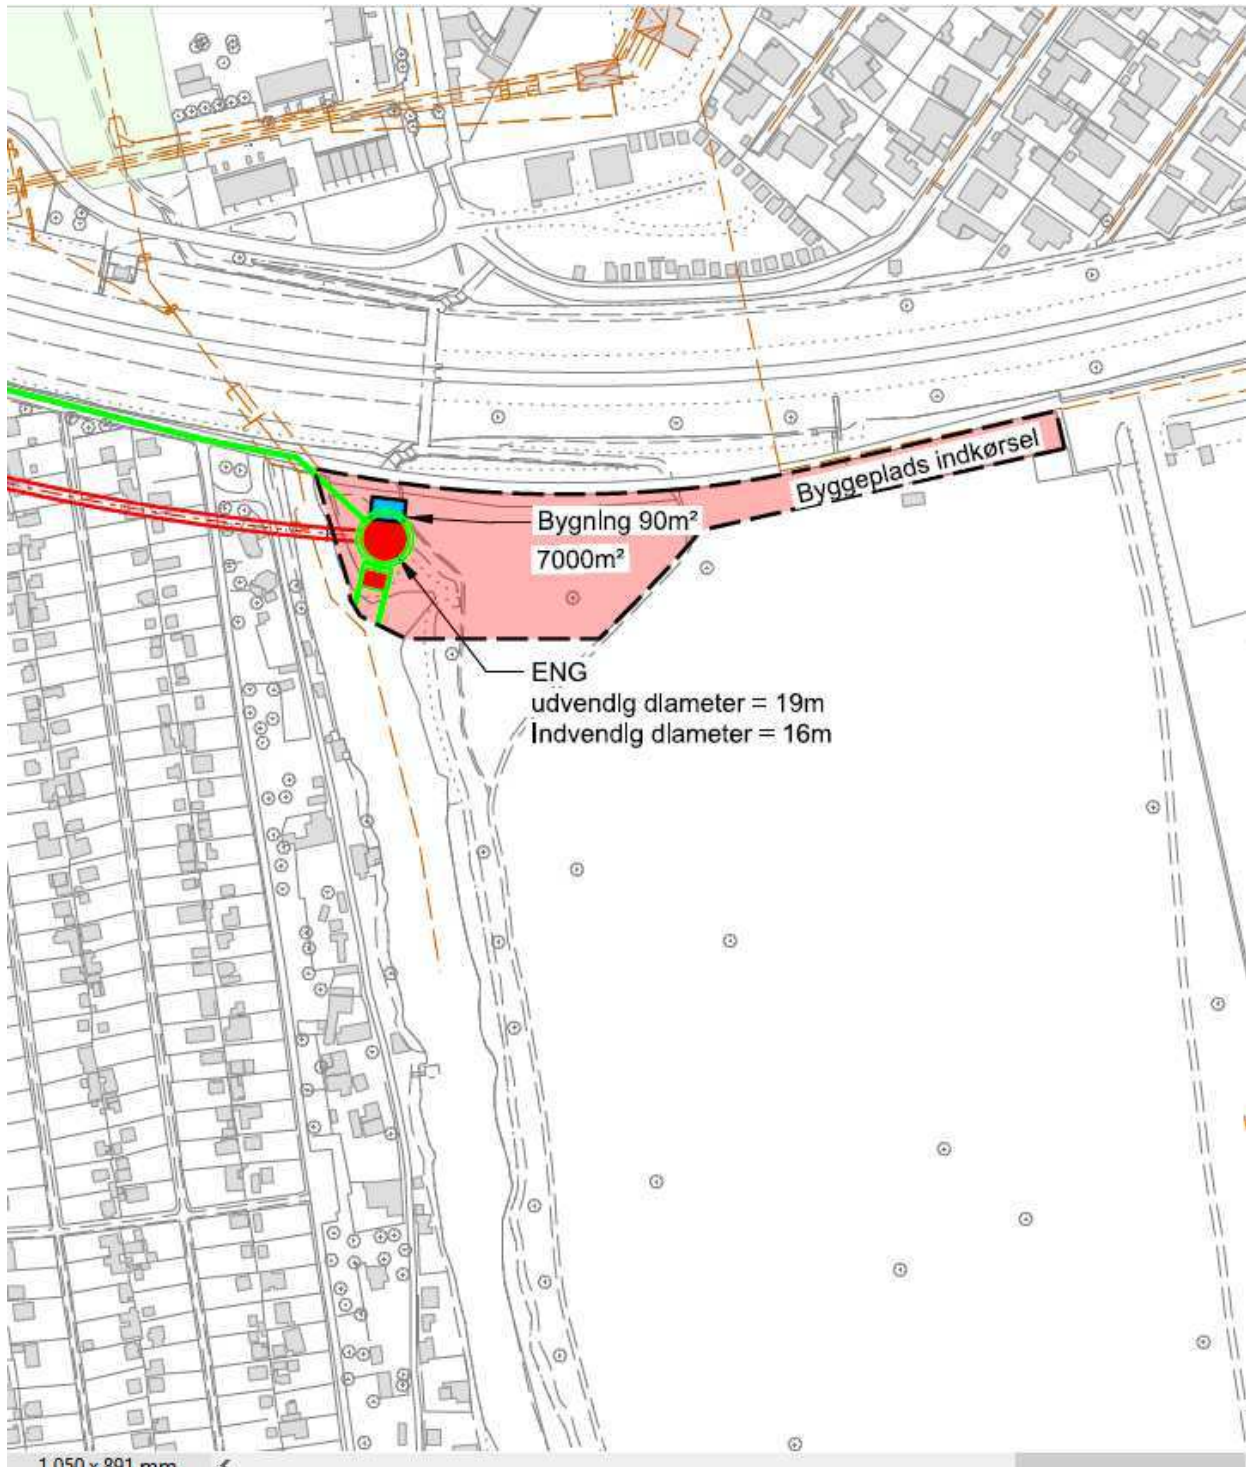 Byggeplads indkørsel
Bygning 90m²
7000m²
ENG
udvendig diameter = 19m
Indvendig diameter = 16m
1.050 x 891 mm